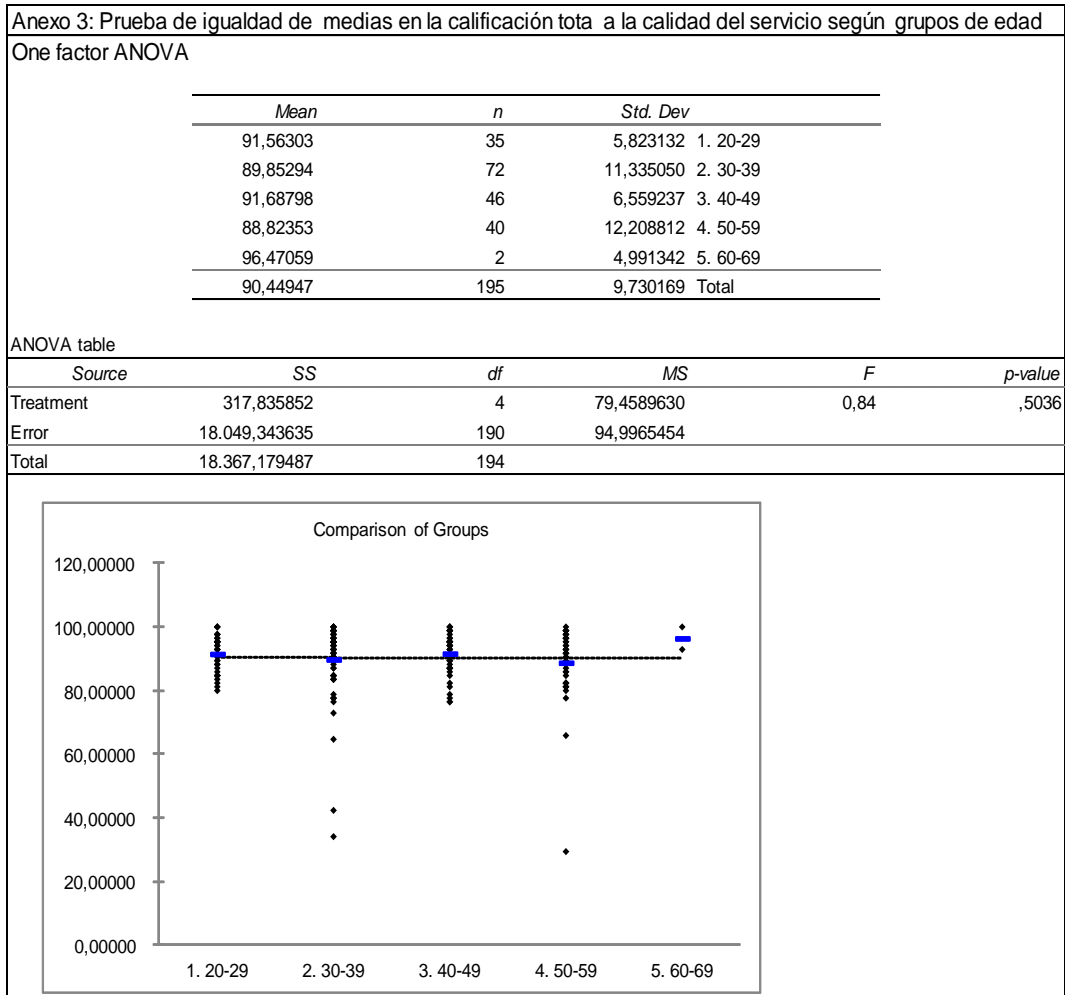 Anexo 3: Prueba de igualdad de medias en la calificación tota a la calidad del servicio según grupos de edad
One factor ANOVA
Mean n Std. Dev
91,56303 35 5,823132 1. 20-29
89,85294 72 11,335050 2. 30-39
91,68798 46 6,559237 3. 40-49
88,82353 40 12,208812 4. 50-59
96,47059 2 4,991342 5. 60-69
90,44947 195 9,730169 Total
ANOVA table
Source SS df MS F p-value
Treatment 317,835852 4 79,4589630 0,84 ,5036
Error 18.049,343635 190 94,9965454
Total 18.367,179487 194
Comparison of Groups
120,00000
100,00000
80,00000
60,00000
40,00000
20,00000
0,00000
1. 20-29 2. 30-39 3. 40-49 4. 50-59 5. 60-69